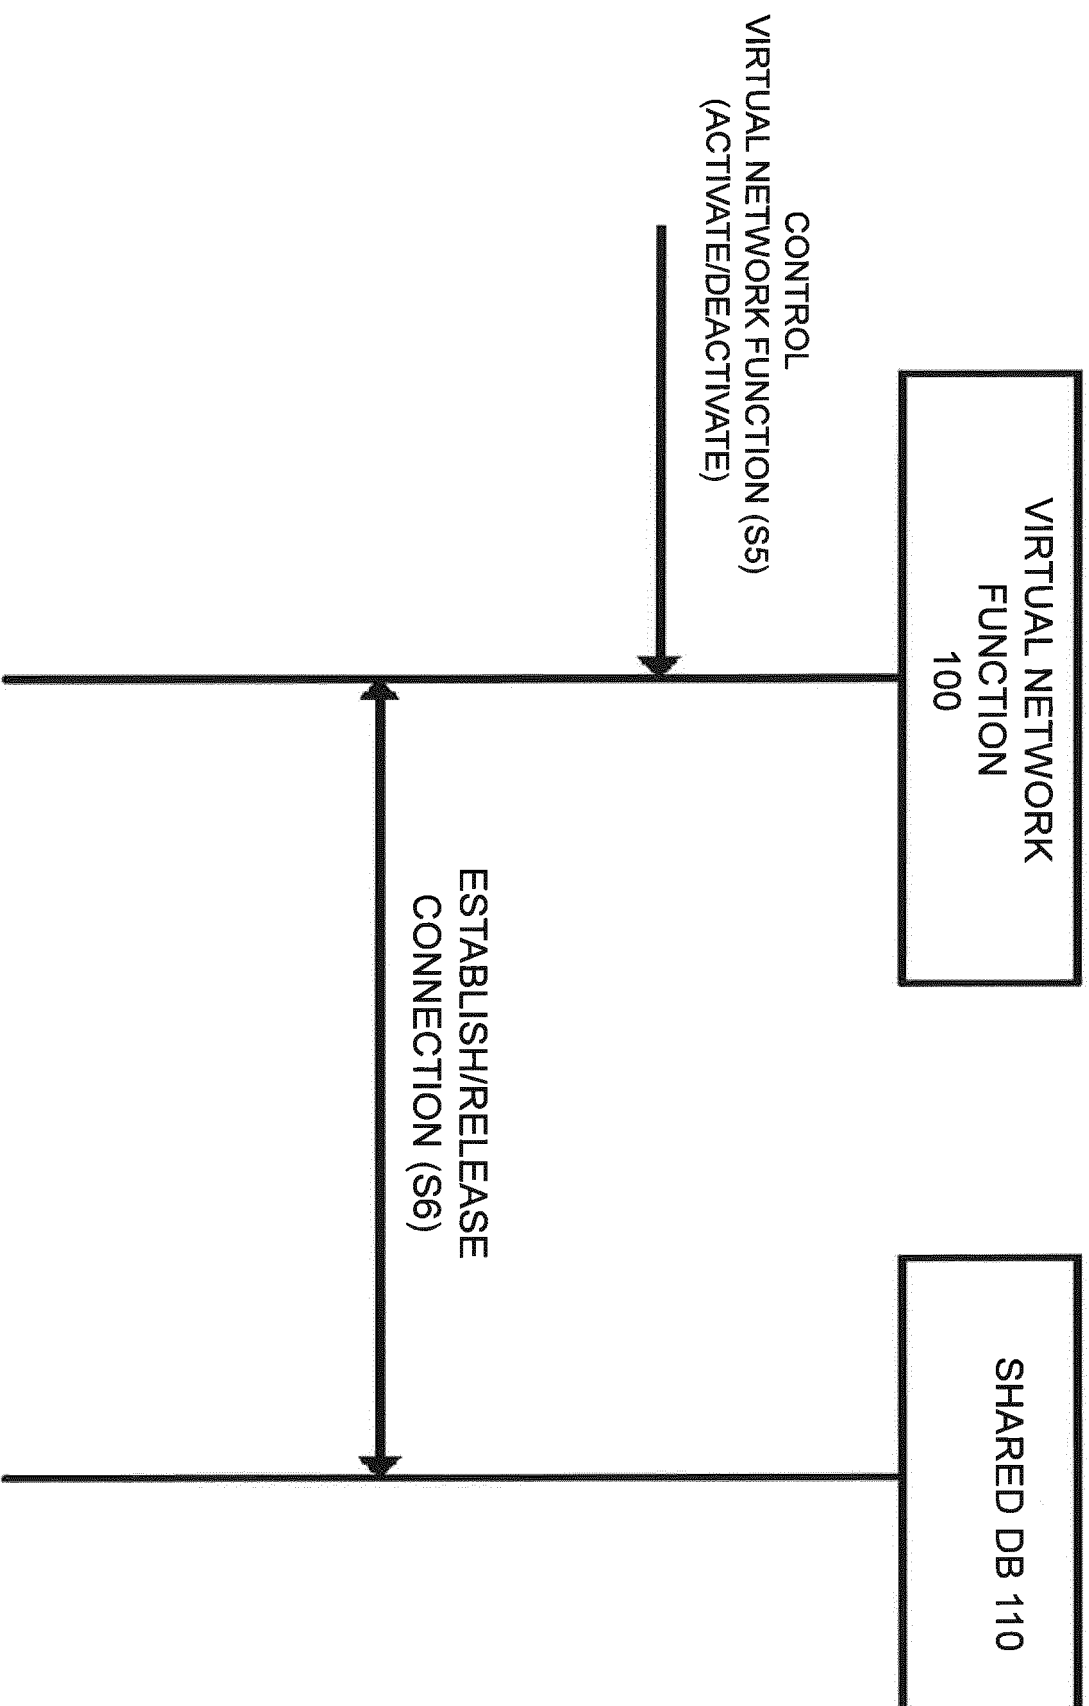 VIRTUAL NETWORK
FUNCTION
100
SHARED DB 110
CONTROL
VIRTUAL NETWORK FUNCTION (S5)
(ACTIVATE/DEACTIVATE)
ESTABLISH/RELEASE
CONNECTION (S6)